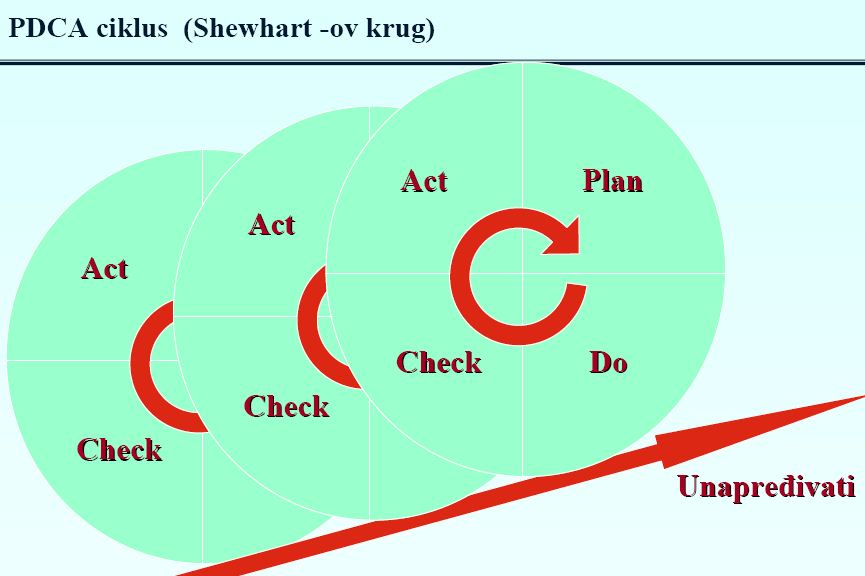 PDCA ciklus (Shewhart -ov krug)
Act
Check
Act
Check
Act
Plan
Check
Do
Unapređivati